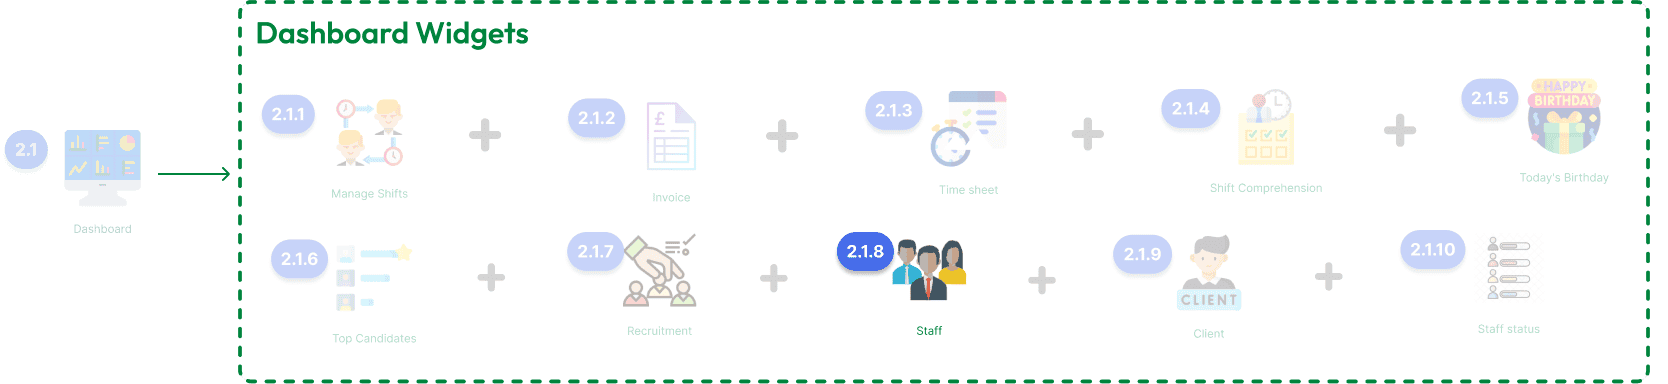 Dashboard Widgets
2.1
Dashboard
2.1.1
Manage Shifts
2.1.2
£
Invoice
2.1.3
Time sheet
2.1.4
Shift Comprehension
2.1.5
HAPPY
BIRTHDAY
Today's Birthday
2.1.6
Top Candidates
2.1.7
Recruitment
2.1.8
Staff
2.1.9
CLIENT
Client
2.1.10
Staff status